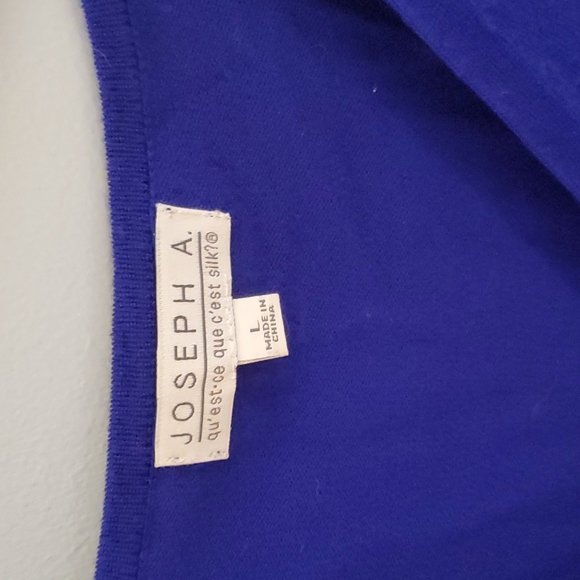 JOSEPH A.
qu'est·ce que c'est silk?®
L
MADE IN
CHINA